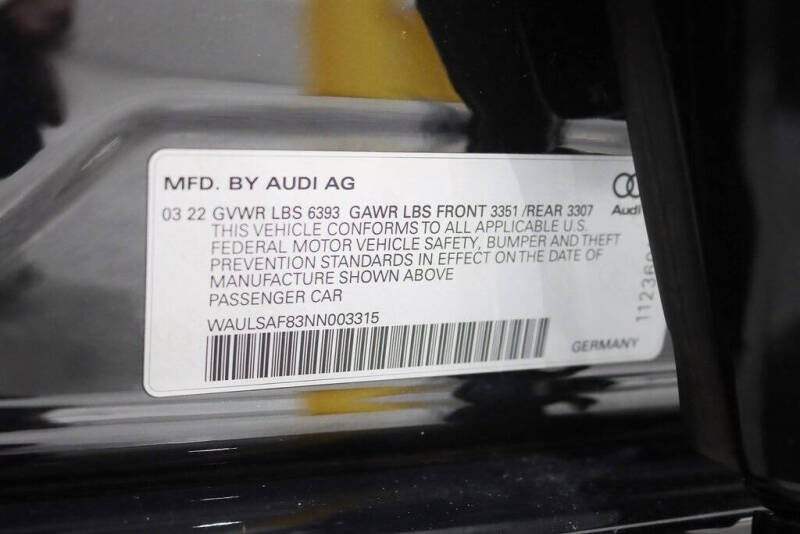 MFD. BY AUDI AG
03 22 GVWR LBS 6393 GAWR LBS FRONT 3351 /REAR 3307
THIS VEHICLE CONFORMS TO ALL APPLICABLE U.S.
FEDERAL MOTOR VEHICLE SAFETY, BUMPER AND THEFT
PREVENTION STANDARDS IN EFFECT ON THE DATE OF
MANUFACTURE SHOWN ABOVE
PASSENGER CAR
WAULSAF83NN003315
GERMANY
Audi